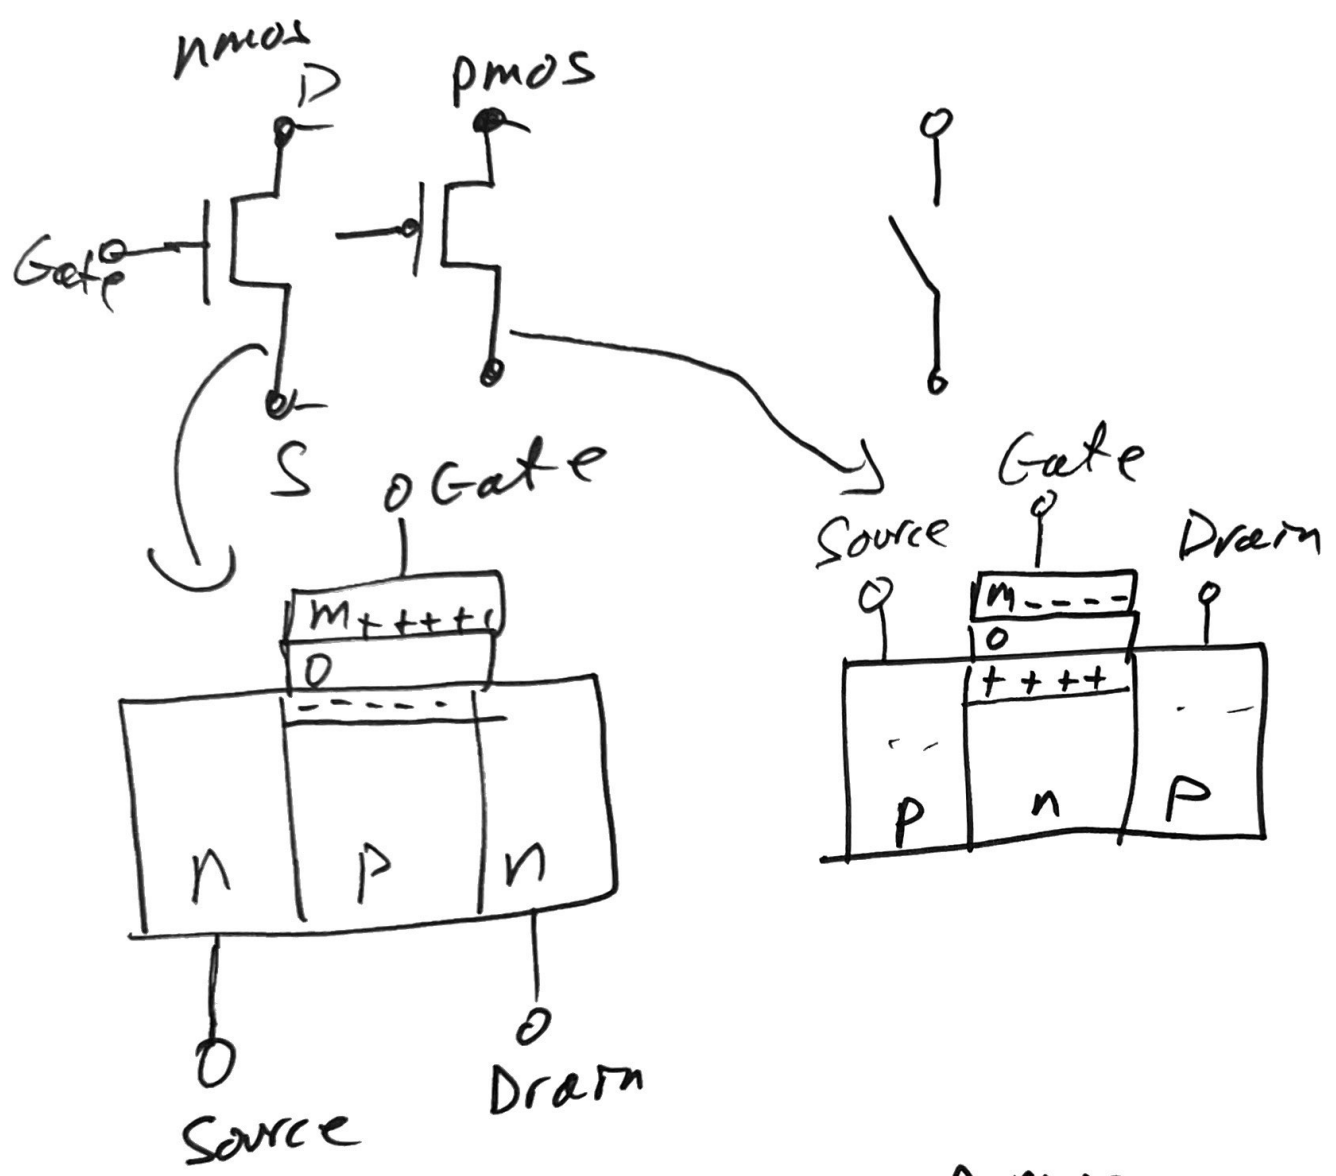 nmos
D
pmos
Gate
S
Gate
Gate
Source
Drain
m + + + + +
O
- - - - - -
n p n
m - - - -
O
+ + + +
p n p
Source
Drain